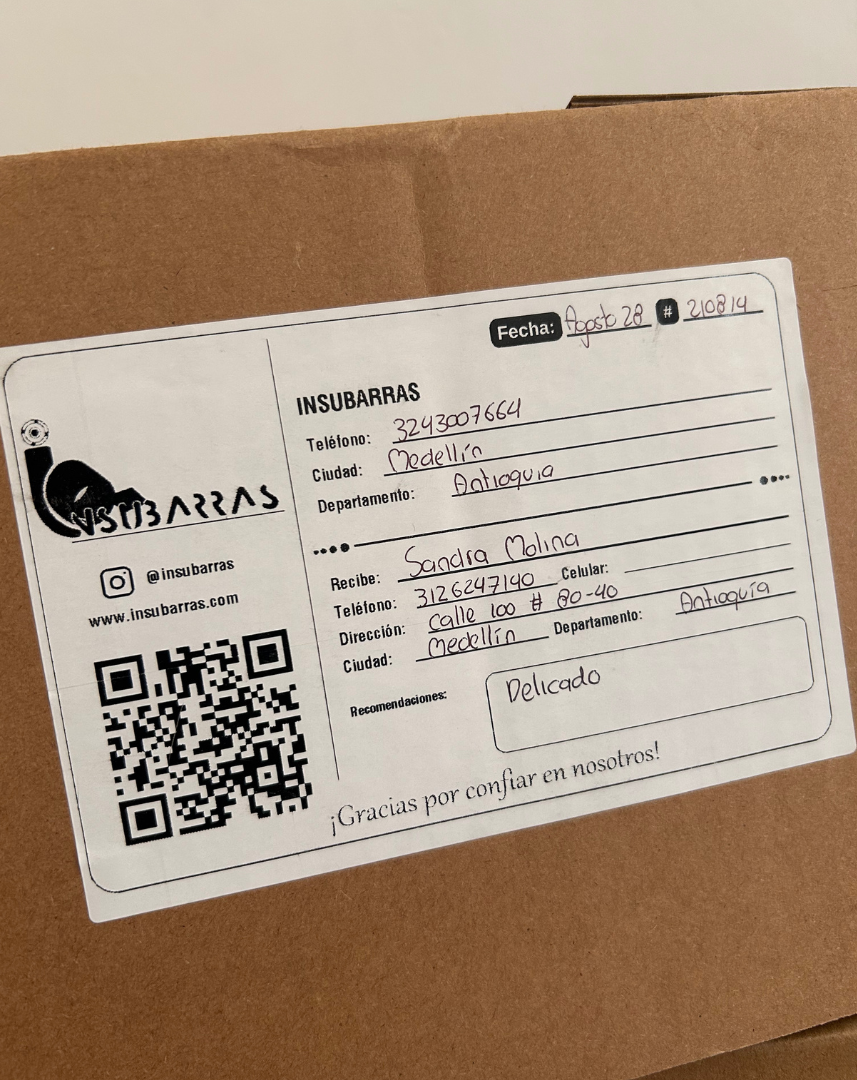 Fecha: Agosto 28 # 210814
INSUBARRAS
Teléfono: 3243007664
Ciudad: Medellín
Departamento: Antioquia
INSUBARRAS
@insubarras
www.insubarras.com
Recibe: Sandra Molina
Teléfono: 3126247140 Celular:
Dirección: calle 100 # 80-40
Ciudad: Medellín Departamento: Antioquía
Recomendaciones: Delicado
¡Gracias por confiar en nosotros!